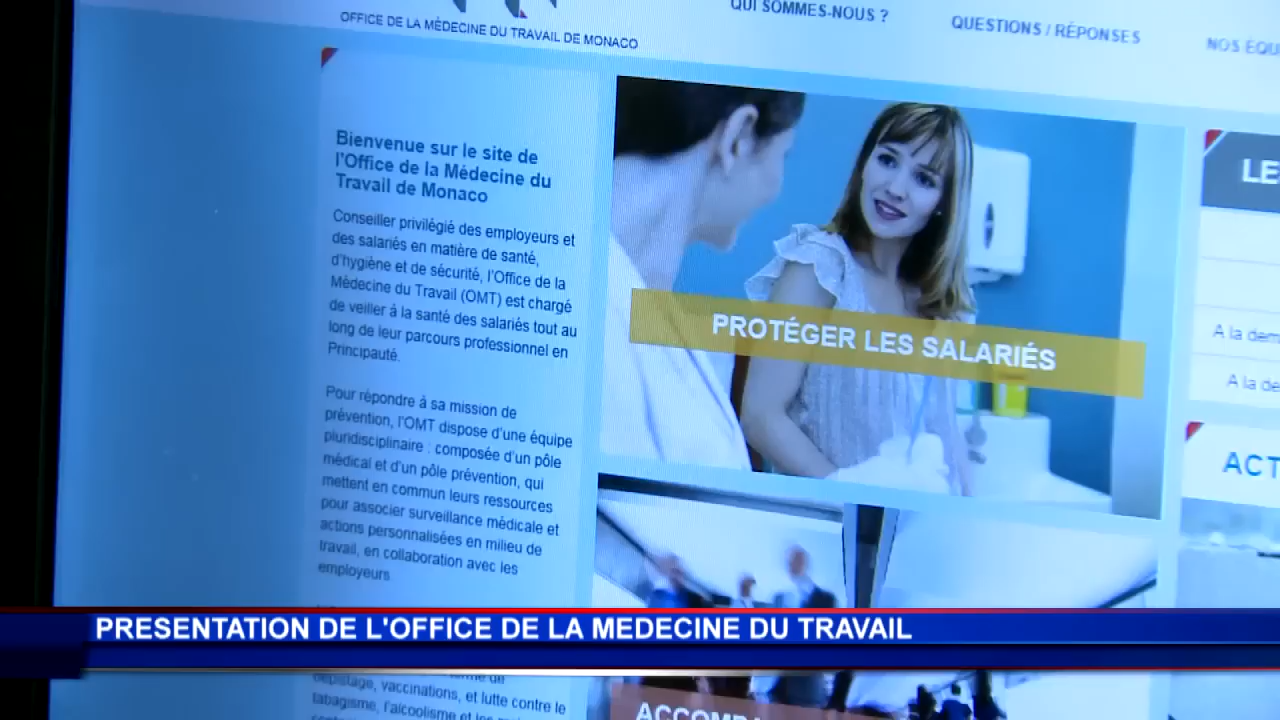 OFFICE DE LA MÉDECINE DU TRAVAIL DE MONACO
QUI SOMMES-NOUS ?
QUESTIONS / RÉPONSES
NOS ÉQU
Bienvenue sur le site de
l'Office de la Médecine du
Travail de Monaco
Conseiller privilégié des employeurs et
des salariés en matière de santé,
d'hygiène et de sécurité, l'Office de la
Médecine du Travail (OMT) est chargé
de veiller à la santé des salariés tout au
long de leur parcours professionnel en
Principauté.
Pour répondre à sa mission de
prévention, l'OMT dispose d'une équipe
pluridisciplinaire : composée d'un pôle
médical et d'un pôle prévention, qui
mettent en commun leurs ressources
pour associer surveillance médicale et
actions personnalisées en milieu de
travail, en collaboration avec les
employeurs
PROTÉGER LES SALARIÉS
LE
A la dem
A la de
ACT
PRESENTATION DE L'OFFICE DE LA MEDECINE DU TRAVAIL
dépistage, vaccinations, et lutte contre le
tabagisme, l'alcoolisme et les
ACCOMPA